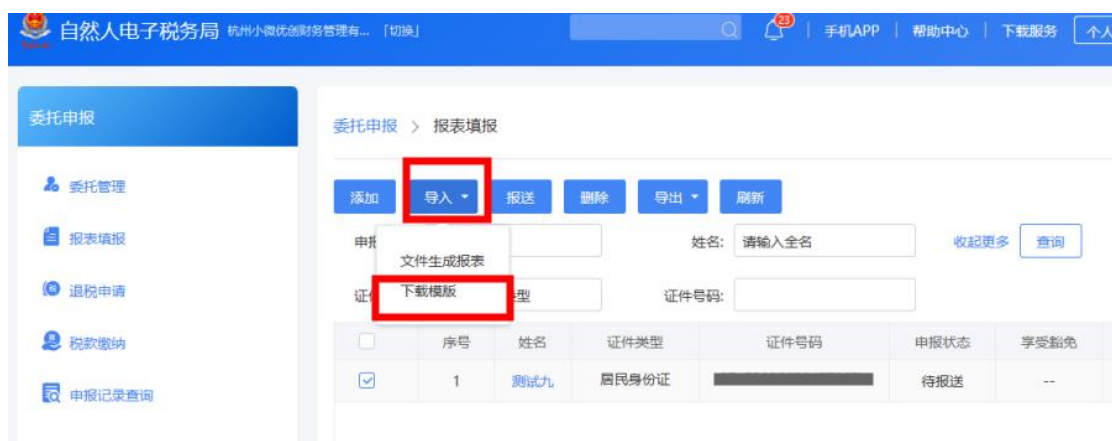 自然人电子税务局 杭州小微优创财务管理有... 「切换」 23 手机APP 帮助中心 下载服务 个人
委托申报
委托申报 > 报表填报
委托管理
添加 导入 报送 删除 导出 刷新
报表填报
申报 姓名: 请输入全名 收起更多 查询
文件生成报表
退税申请
下载模版
证件 类型 证件号码:
税款缴纳
序号 姓名 证件类型 证件号码 申报状态 享受豁免
1 测试九 居民身份证 待报送 --
申报记录查询